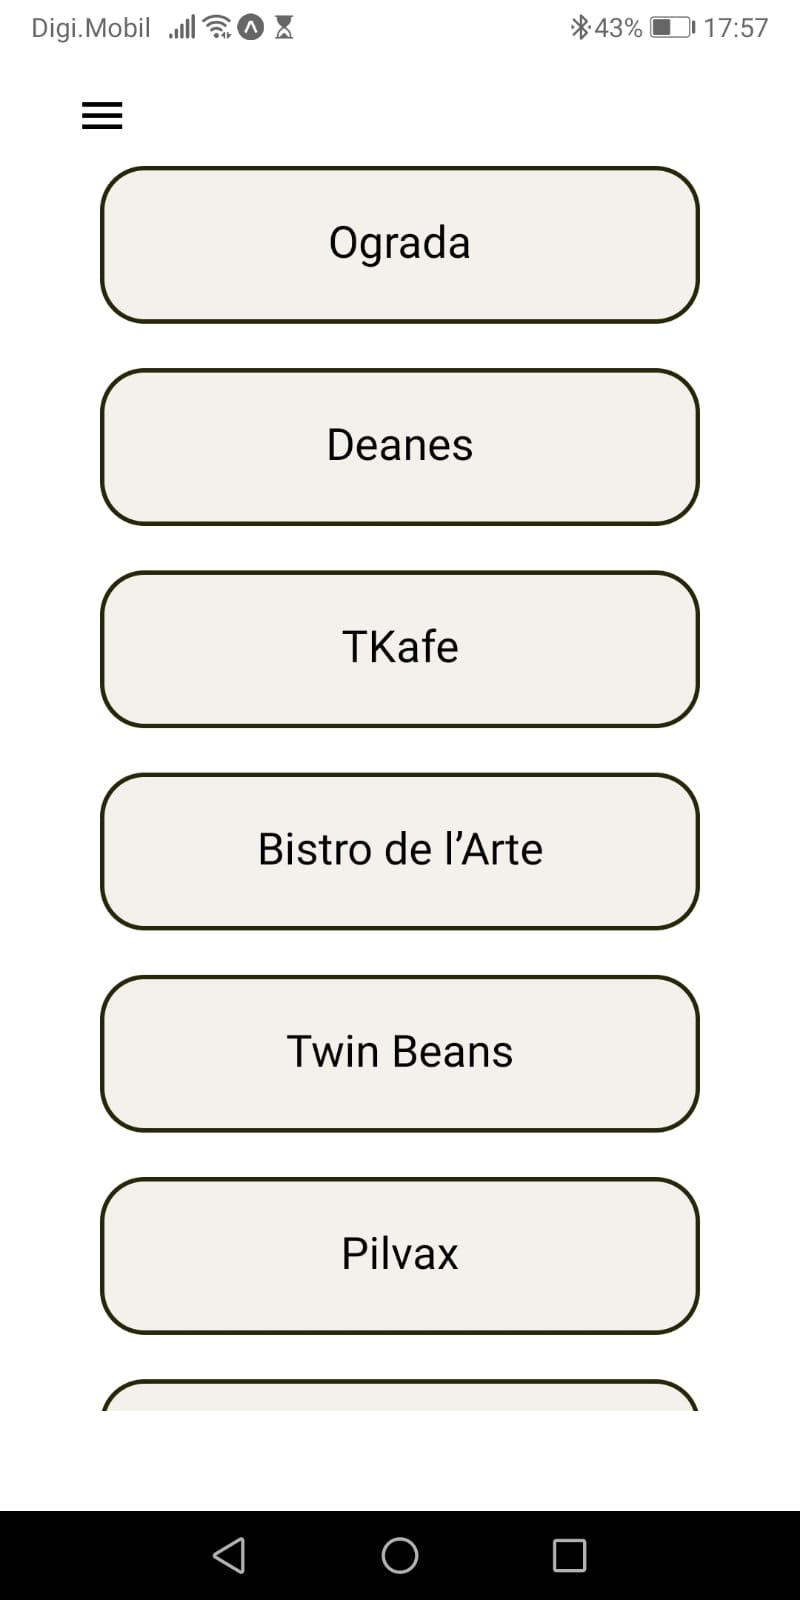 Digi.Mobil 43% 17:57
Ograda
Deanes
TKafe
Bistro de l’Arte
Twin Beans
Pilvax